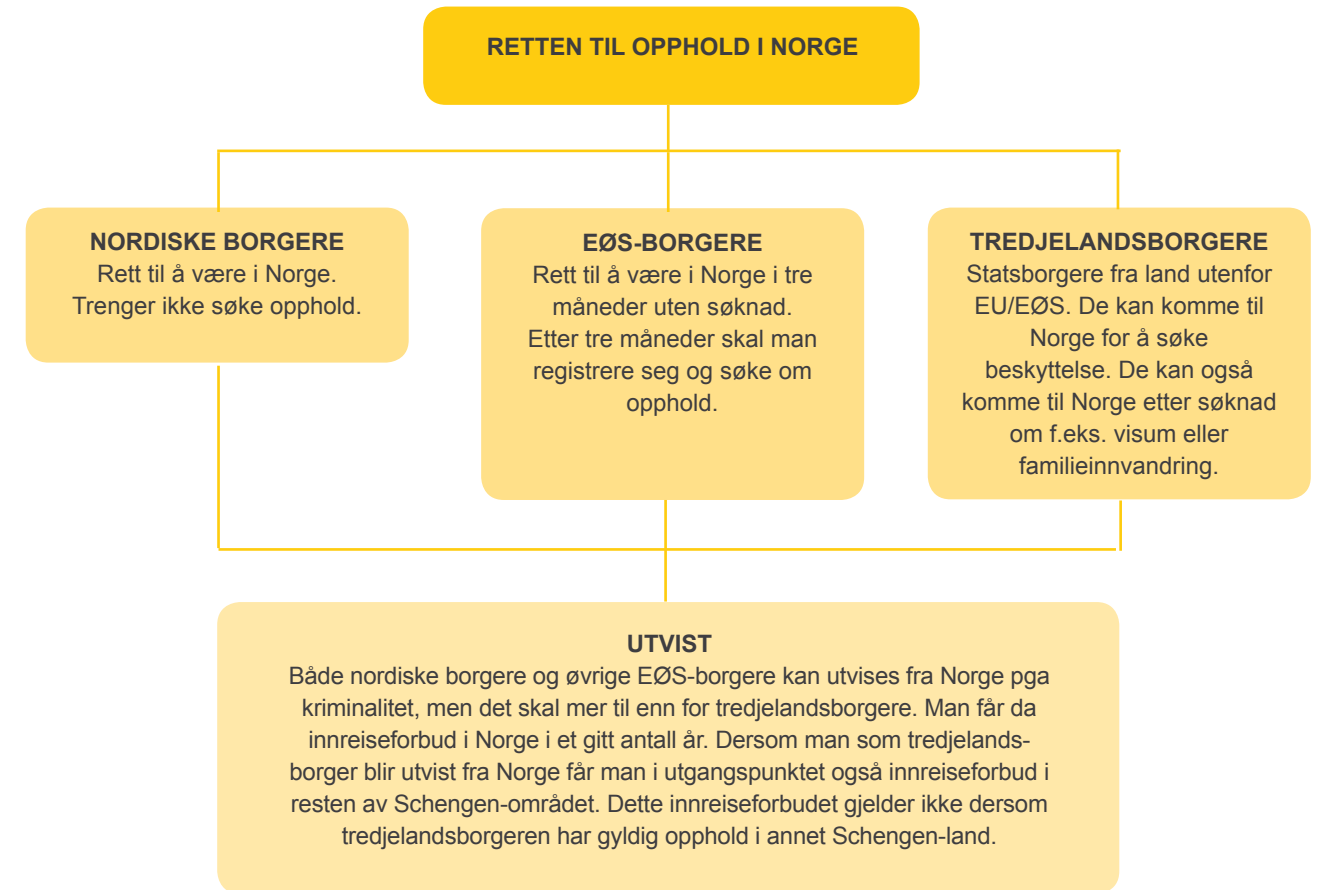 RETTEN TIL OPPHOLD I NORGE
NORDISKE BORGERE
Rett til å være i Norge.
Trenger ikke søke opphold.
EØS-BORGERE
Rett til å være i Norge i tre
måneder uten søknad.
Etter tre måneder skal man
registrere seg og søke om
opphold.
TREDJELANDSBORGERE
Statsborgere fra land utenfor
EU/EØS. De kan komme til
Norge for å søke
beskyttelse. De kan også
komme til Norge etter søknad
om f.eks. visum eller
familieinnvandring.
UTVIST
Både nordiske borgere og øvrige EØS-borgere kan utvises fra Norge pga
kriminalitet, men det skal mer til enn for tredjelandsborgere. Man får da
innreiseforbud i Norge i et gitt antall år. Dersom man som tredjelands-
borger blir utvist fra Norge får man i utgangspunktet også innreiseforbud i
resten av Schengen-området. Dette innreiseforbudet gjelder ikke dersom
tredjelandsborgeren har gyldig opphold i annet Schengen-land.